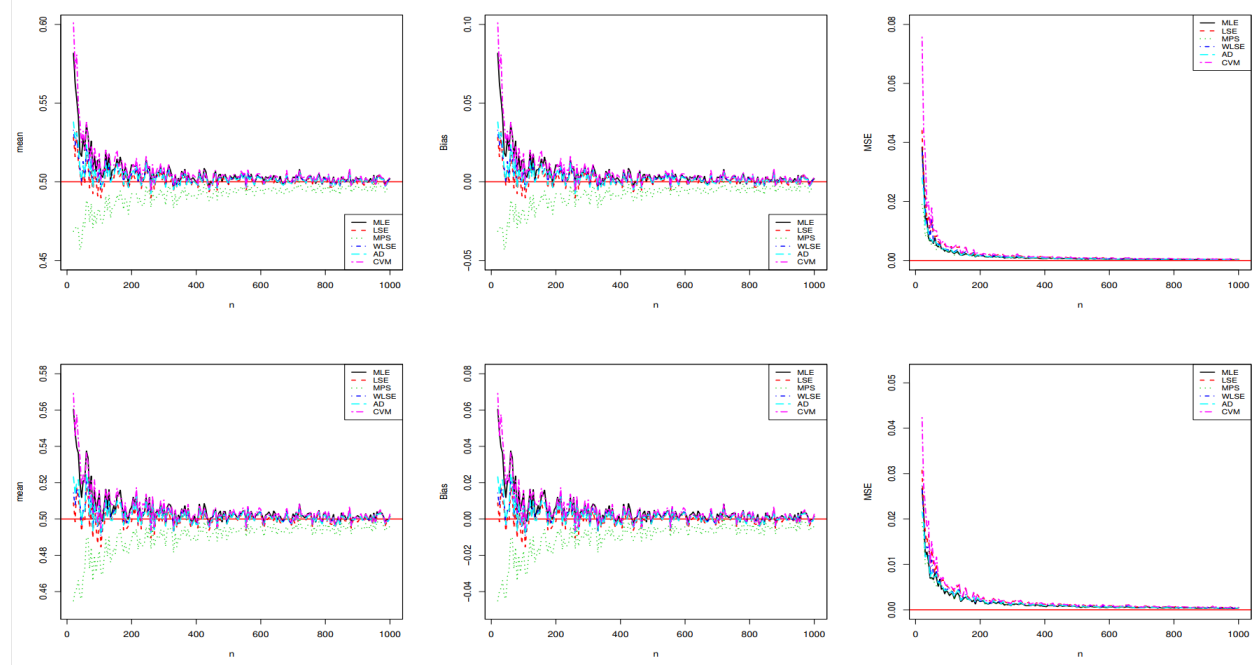 mean
0.45 0.50 0.55 0.60
MLE
LSE
MPS
WLSE
AD
CVM
0 200 400 600 800 1000
n
Bias
-0.05 0.00 0.05 0.10
MLE
LSE
MPS
WLSE
AD
CVM
0 200 400 600 800 1000
n
MSE
0.00 0.02 0.04 0.06 0.08
MLE
LSE
MPS
WLSE
AD
CVM
0 200 400 600 800 1000
n
mean
0.46 0.48 0.50 0.52 0.54 0.56 0.58
MLE
LSE
MPS
WLSE
AD
CVM
0 200 400 600 800 1000
n
Bias
-0.04 -0.02 0.00 0.02 0.04 0.06 0.08
MLE
LSE
MPS
WLSE
AD
CVM
0 200 400 600 800 1000
n
MSE
0.00 0.01 0.02 0.03 0.04 0.05
MLE
LSE
MPS
WLSE
AD
CVM
0 200 400 600 800 1000
n